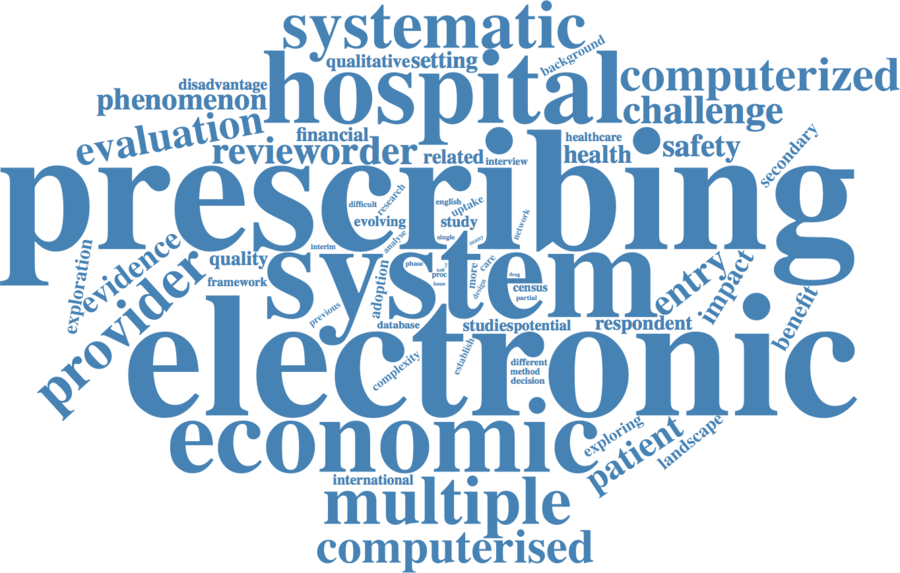 systematic
background
qualitative setting
hospital
disadvantage
phenomenon
computerized
challenge
evaluation
financial
healthcare
review order
related
interview
health
safety
secondary
prescribing
research
difficult
english
uptake
evolving
study
network
analyse
single
many
interim
exploration
evidence
quality
system
phase
care
more
proc
issue
drug
design
census
partial
framework
adoption
entry
impact
provider
previous
database
studies potential
respondent
benefit
electronic
complexity
establish
different
method
decision
economic
exploring
patient
landscape
international
multiple
computerised